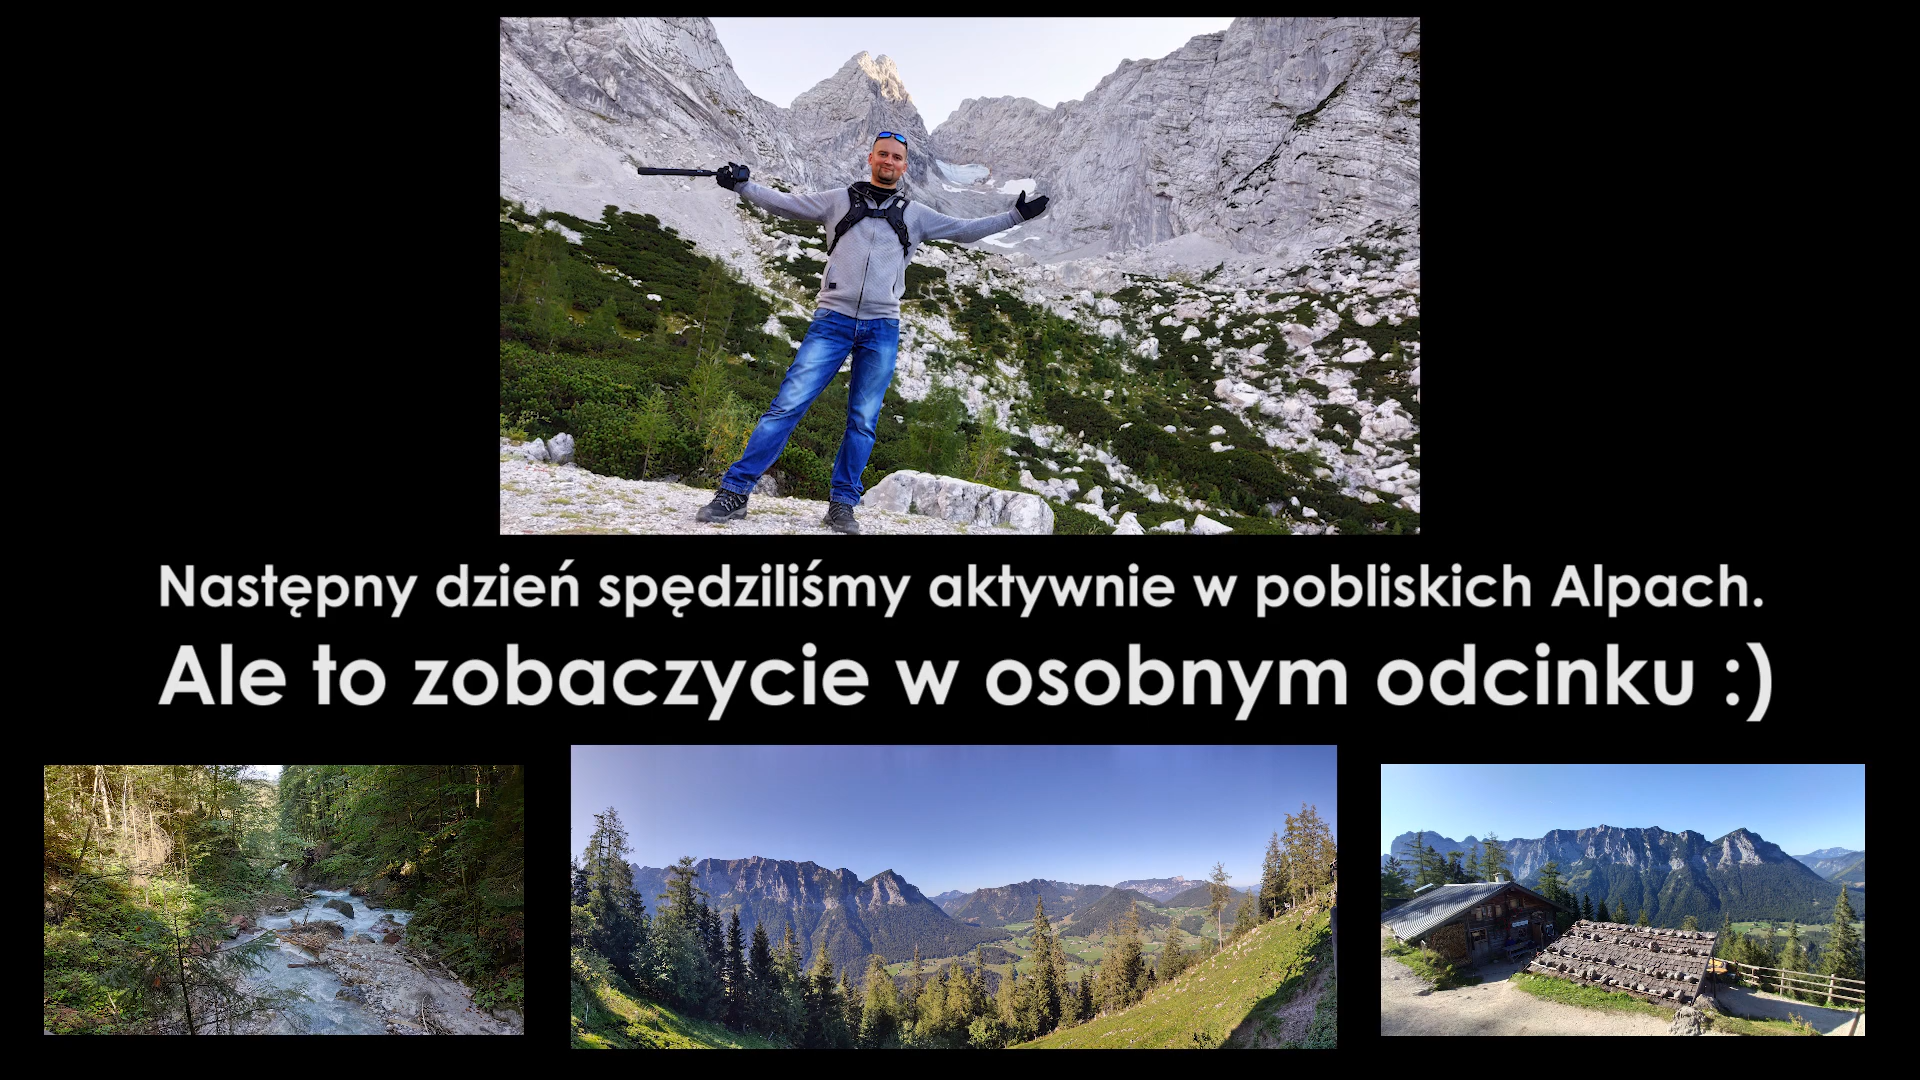 Następny dzień spędziliśmy aktywnie w pobliskich Alpach.
Ale to zobaczycie w osobnym odcinku :)